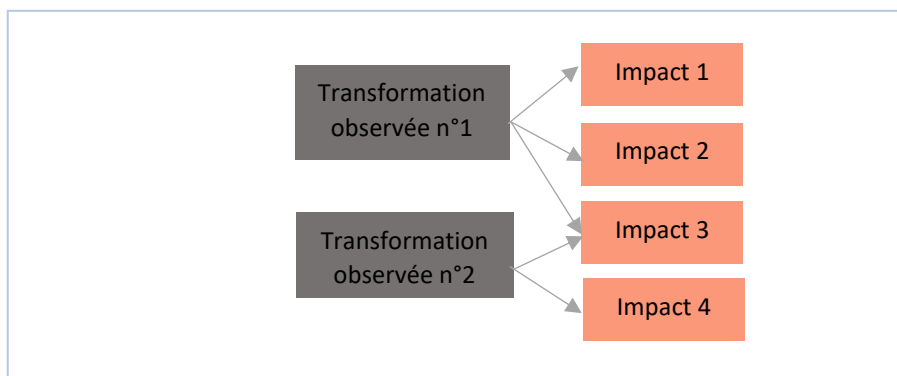 Transformation
observée n°1
Impact 1
Impact 2
Impact 3
Transformation
observée n°2
Impact 4